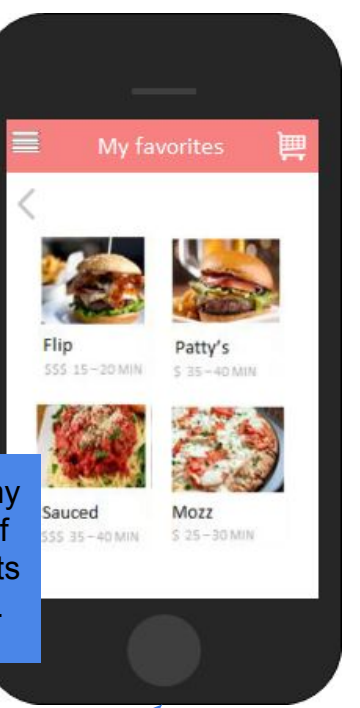 My favorites
Flip
$$$ 15–20 MIN
Patty's
$ 35–40 MIN
Sauced
$$$ 35–40 MIN
Mozz
$ 25–30 MIN